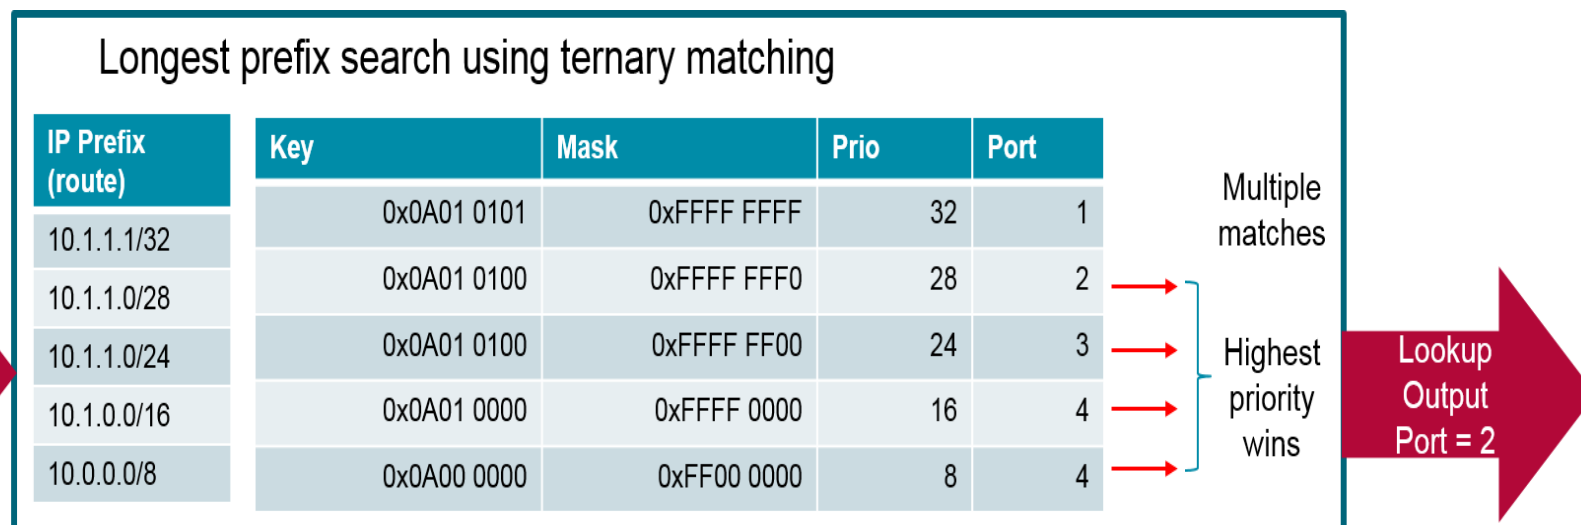 Longest prefix search using ternary matching
IP Prefix
(route)
10.1.1.1/32
10.1.1.0/28
10.1.1.0/24
10.1.0.0/16
10.0.0.0/8
Key Mask Prio Port
0x0A01 0101 0xFFFF FFFF 32 1
0x0A01 0100 0xFFFF FFF0 28 2
0x0A01 0100 0xFFFF FF00 24 3
0x0A01 0000 0xFFFF 0000 16 4
0x0A00 0000 0xFF00 0000 8 4
Multiple
matches
Highest
priority
wins
Lookup
Output
Port = 2